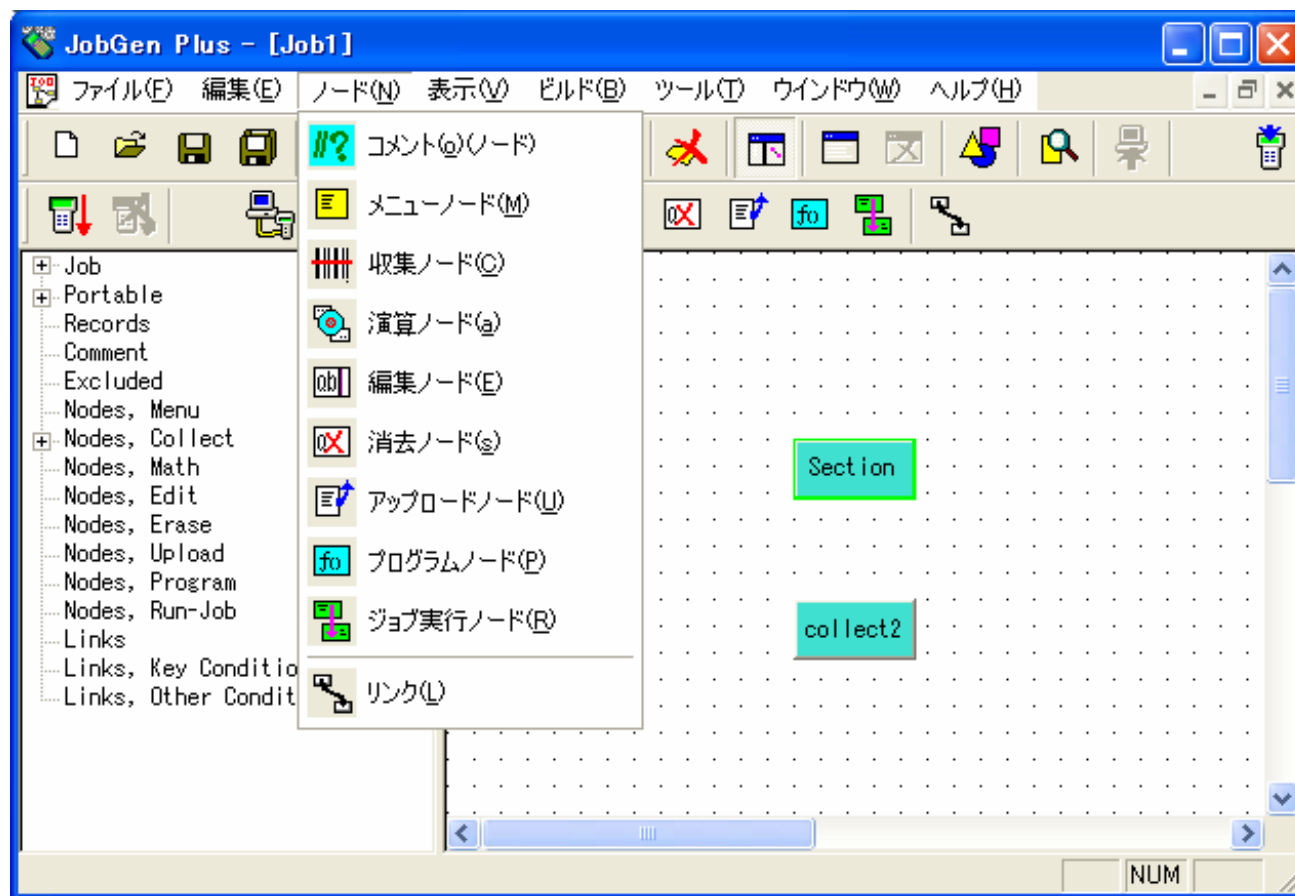 JobGen Plus - [Job1]
ファイル(F) 編集(E) ノード(N) 表示(V) ビルド(B) ツール(T) ウインドウ(W) ヘルプ(H)
コメント(o)(ノード)
メニューノード(M)
収集ノード(C)
演算ノード(a)
編集ノード(E)
消去ノード(s)
アップロードノード(U)
プログラムノード(P)
ジョブ実行ノード(R)
リンク(L)
Job
Portable
Records
Comment
Excluded
Nodes, Menu
Nodes, Collect
Nodes, Math
Nodes, Edit
Nodes, Erase
Nodes, Upload
Nodes, Program
Nodes, Run-Job
Links
Links, Key Conditio
Links, Other Condit
Section
collect2
NUM